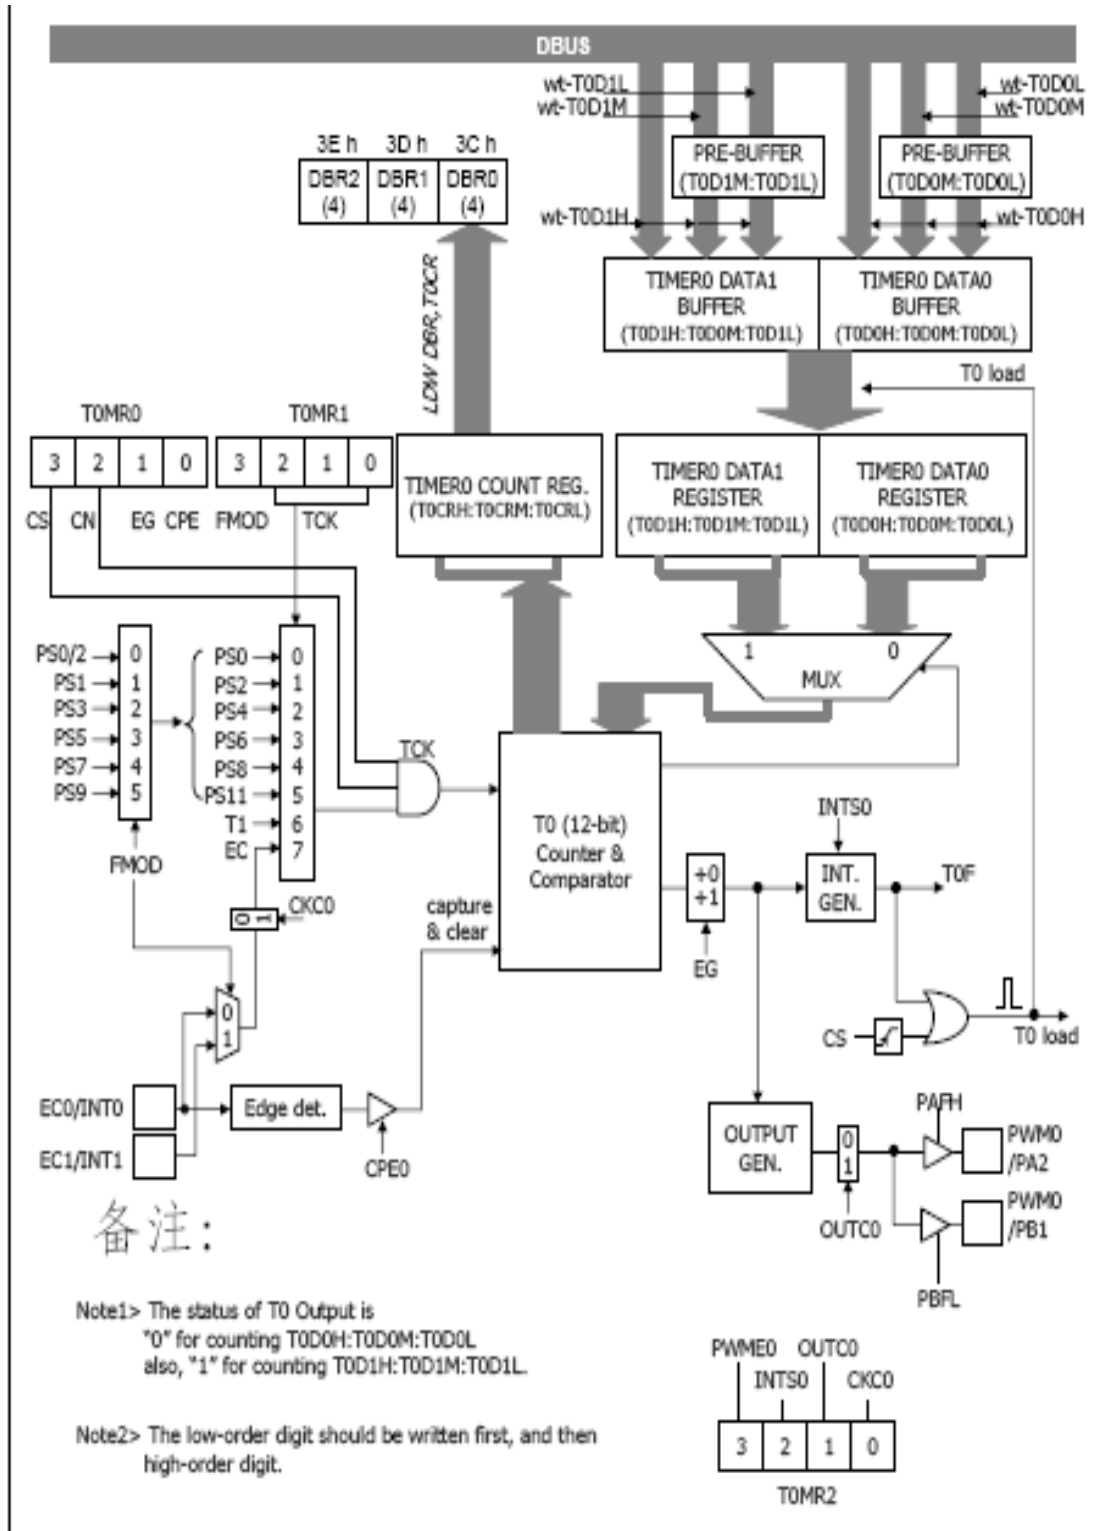 DBUS
wt-T0D1L
wt-T0D0L
wt-T0D1M
wt-T0D0M
3E h 3D h 3C h
PRE-BUFFER
(T0D1M:T0D1L)
PRE-BUFFER
(T0D0M:T0D0L)
DBR2
(4)
DBR1
(4)
DBR0
(4)
wt-T0D1H
wt-T0D0H
LDW DBR,T0CR
TIMER0 DATA1
BUFFER
(T0D1H:T0D0M:T0D1L)
TIMER0 DATA0
BUFFER
(T0D0H:T0D0M:T0D0L)
T0 load
T0MR0
T0MR1
3 2 1 0
3 2 1 0
CS CN EG CPE FMOD TCK
TIMER0 COUNT REG.
(T0CRH:T0CRM:T0CRL)
TIMER0 DATA1
REGISTER
(T0D1H:T0D1M:T0D1L)
TIMER0 DATA0
REGISTER
(T0D0H:T0D0M:T0D0L)
1 0
MUX
PS0/2 0
PS1 1
PS3 2
PS5 3
PS7 4
PS9 5
FMOD
PS0 0
PS2 1
PS4 2
PS6 3
PS8 4
PS11 5
T1 6
EC 7
TCK
T0 (12-bit)
Counter &
Comparator
INTS0
+0
+1
EG
INT.
GEN.
T0F
0 1
CKC0
capture
& clear
0
1
CS
T0 load
EC0/INT0
Edge det.
EC1/INT1
CPE0
OUTPUT
GEN.
0
1
OUTC0
PAFH
PWM0
/PA2
PWM0
/PB1
PBFL
备注:
Note1> The status of T0 Output is
"0" for counting T0D0H:T0D0M:T0D0L
also, "1" for counting T0D1H:T0D1M:T0D1L.
Note2> The low-order digit should be written first, and then
high-order digit.
PWME0 OUTC0
INTS0 CKC0
3 2 1 0
T0MR2